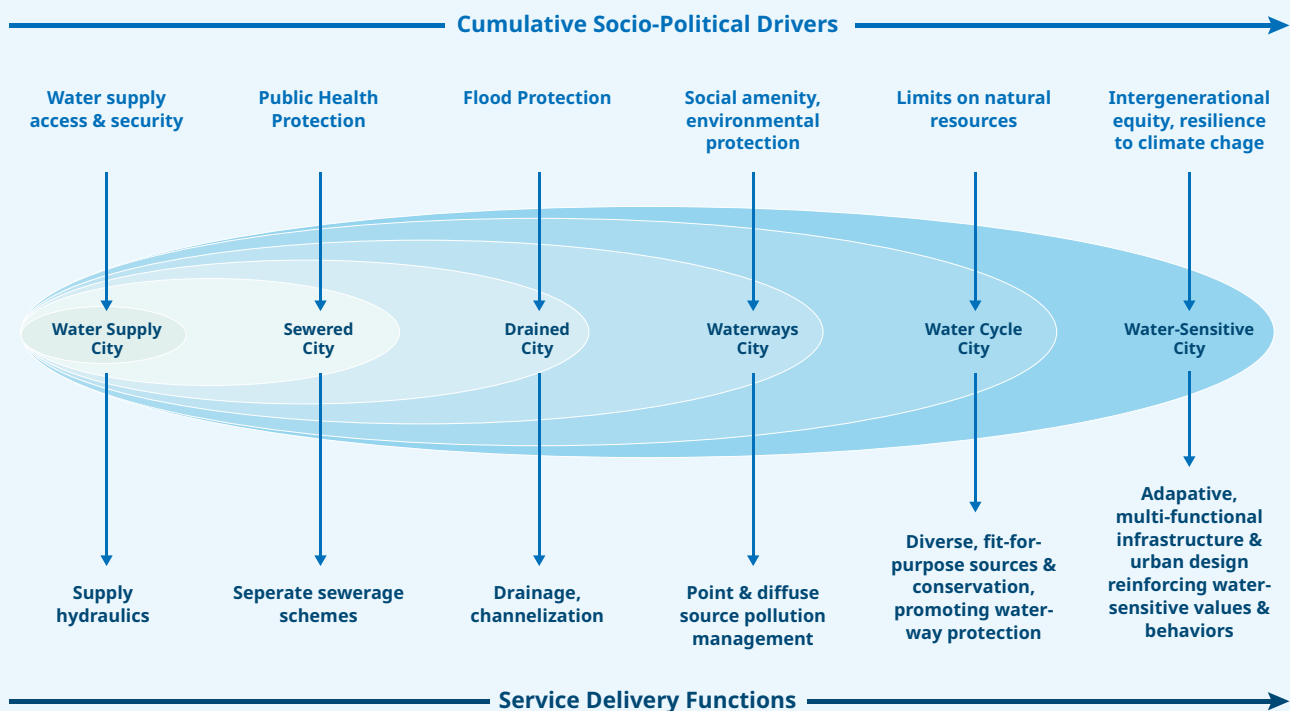 Cumulative Socio-Political Drivers
Water supply
access & security
Public Health
Protection
Flood Protection
Social amenity,
environmental
protection
Limits on natural
resources
Intergenerational
equity, resilience
to climate chage
Water Supply
City
Sewered
City
Drained
City
Waterways
City
Water Cycle
City
Water-Sensitive
City
Supply
hydraulics
Seperate sewerage
schemes
Drainage,
channelization
Point & diffuse
source pollution
management
Diverse, fit-for-
purpose sources &
conservation,
promoting water-
way protection
Adapative,
multi-functional
infrastructure &
urban design
reinforcing water-
sensitive values &
behaviors
Service Delivery Functions